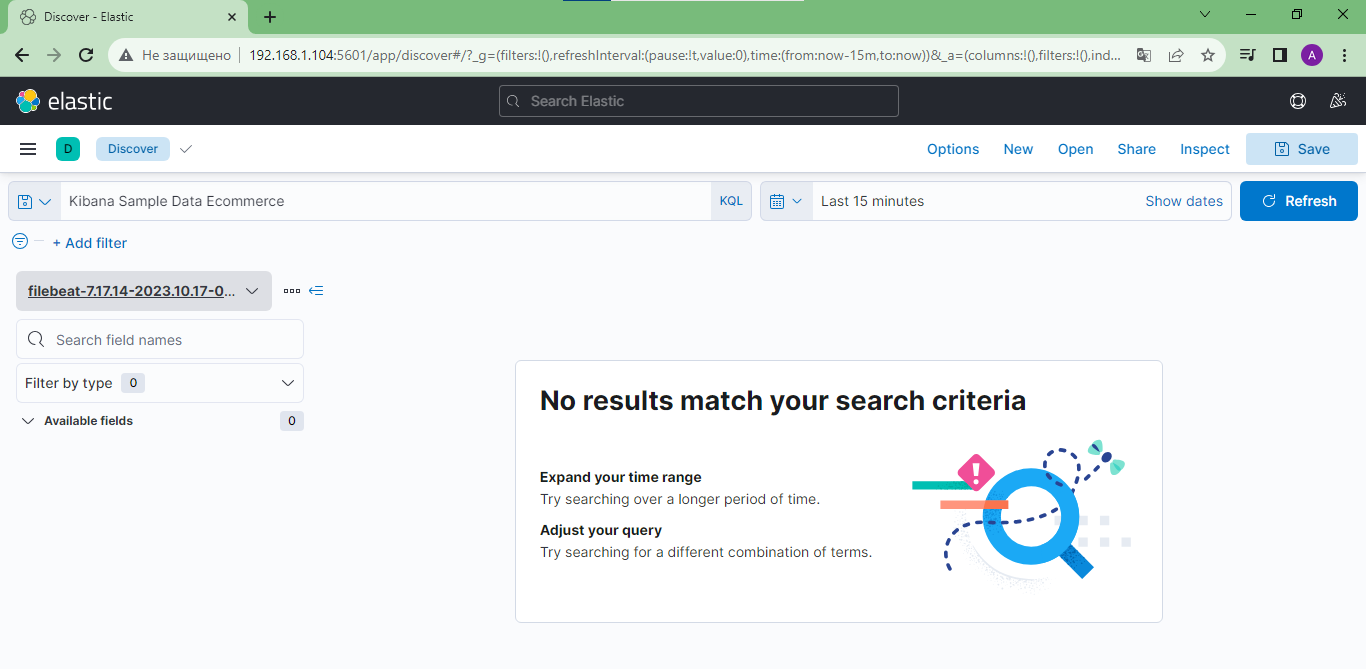 Discover - Elastic
Не защищено
192.168.1.104:5601/app/discover#/?_g=(filters:!(),refreshInterval:(pause:!t,value:0),time:(from:now-15m,to:now))&_a=(columns:!(),filters:!(),ind...
A
elastic
Search Elastic
D
Discover
Options
New
Open
Share
Inspect
Save
Kibana Sample Data Ecommerce
KQL
Last 15 minutes
Show dates
Refresh
+ Add filter
filebeat-7.17.14-2023.10.17-0...
Search field names
Filter by type 0
Available fields 0
No results match your search criteria
Expand your time range
Try searching over a longer period of time.
Adjust your query
Try searching for a different combination of terms.